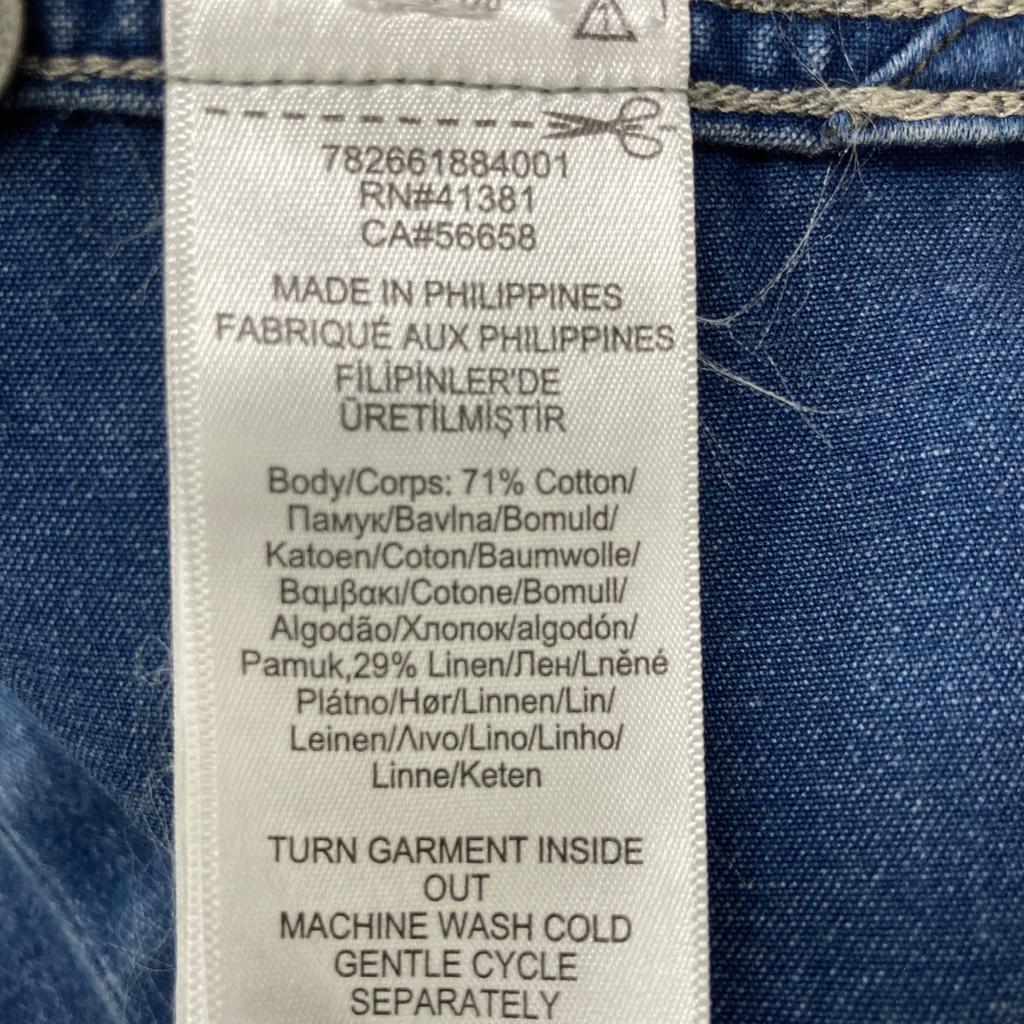 782661884001
RN#41381
CA#56658
MADE IN PHILIPPINES
FABRIQUÉ AUX PHILIPPINES
FİLİPİNLER'DE
ÜRETİLMİŞTİR
Body/Corps: 71% Cotton/
Памук/Bavlna/Bomuld/
Katoen/Coton/Baumwolle/
Βαμβακι/Cotone/Bomull/
Algodão/Хлопок/algodón/
Pamuk,29% Linen/Лен/Lněné
Plátno/Hør/Linnen/Lin/
Leinen/Λινο/Lino/Linho/
Linne/Keten
TURN GARMENT INSIDE
OUT
MACHINE WASH COLD
GENTLE CYCLE
SEPARATELY